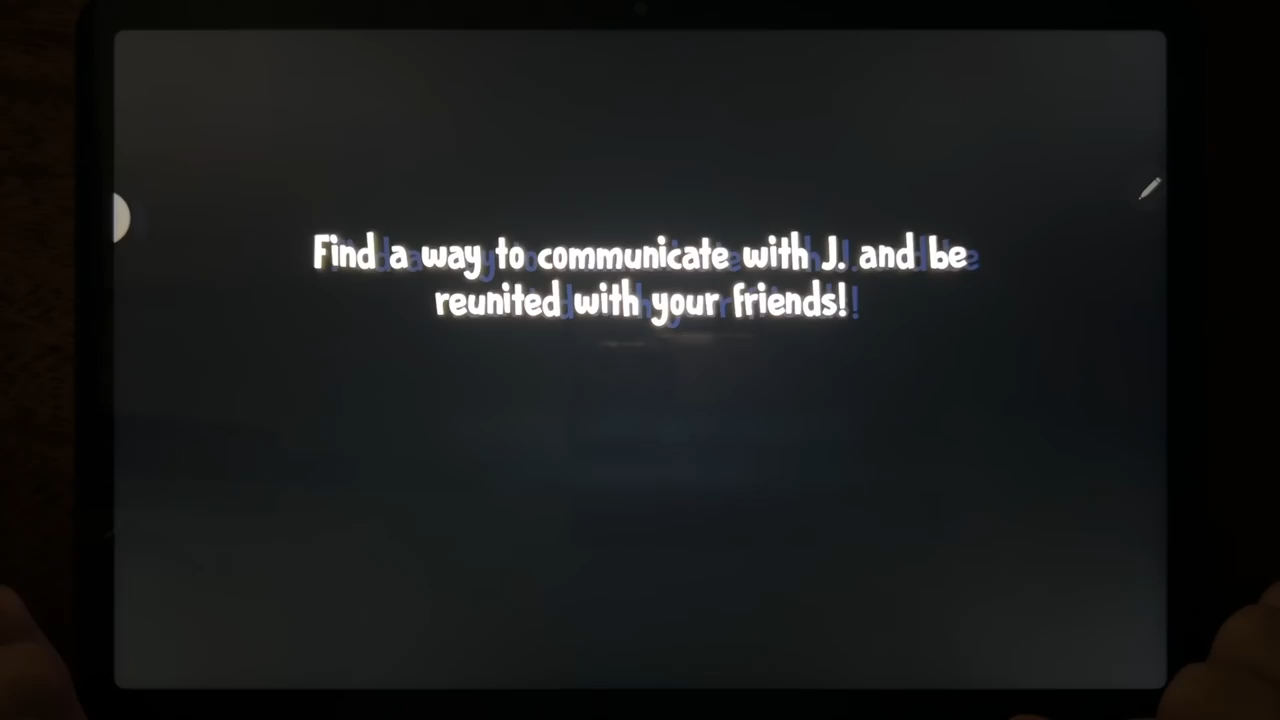 Find a way to communicate with J. and be
reunited with your friends!